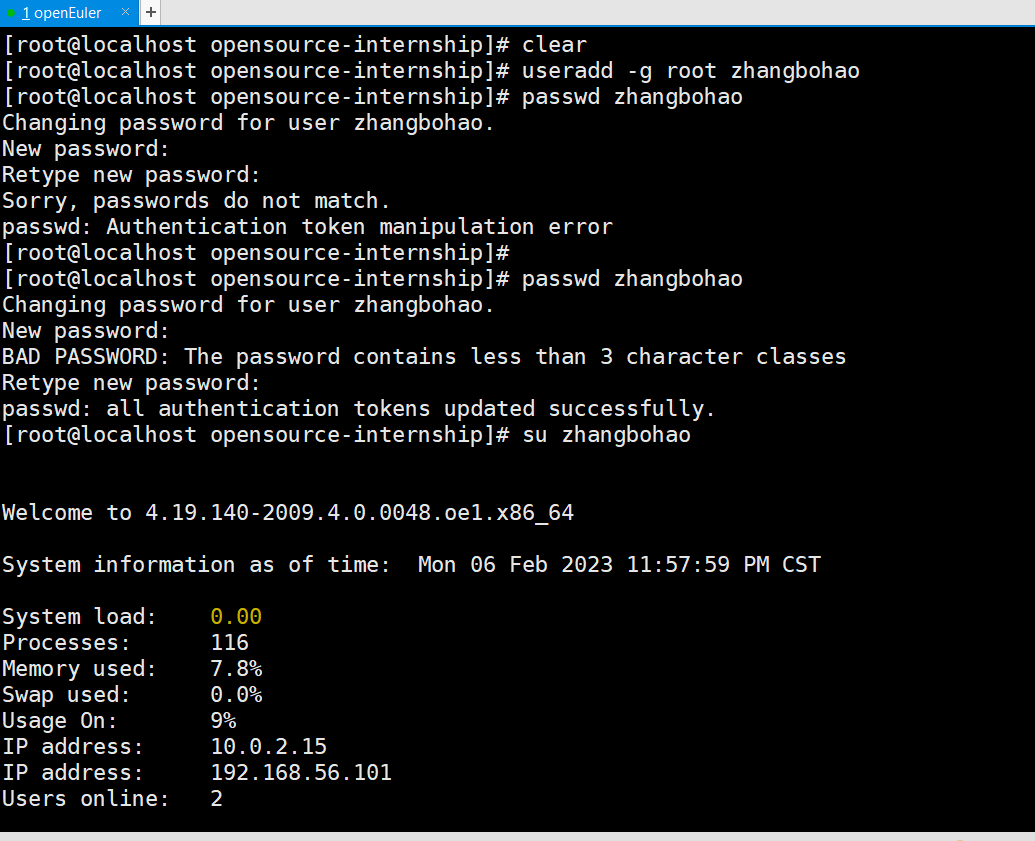 1 openEuler × +
[root@localhost opensource-internship]# clear
[root@localhost opensource-internship]# useradd -g root zhangbohao
[root@localhost opensource-internship]# passwd zhangbohao
Changing password for user zhangbohao.
New password:
Retype new password:
Sorry, passwords do not match.
passwd: Authentication token manipulation error
[root@localhost opensource-internship]#
[root@localhost opensource-internship]# passwd zhangbohao
Changing password for user zhangbohao.
New password:
BAD PASSWORD: The password contains less than 3 character classes
Retype new password:
passwd: all authentication tokens updated successfully.
[root@localhost opensource-internship]# su zhangbohao
Welcome to 4.19.140-2009.4.0.0048.oe1.x86_64
System information as of time:  Mon 06 Feb 2023 11:57:59 PM CST
System load:    0.00
Processes:      116
Memory used:    7.8%
Swap used:      0.0%
Usage On:       9%
IP address:     10.0.2.15
IP address:     192.168.56.101
Users online:   2